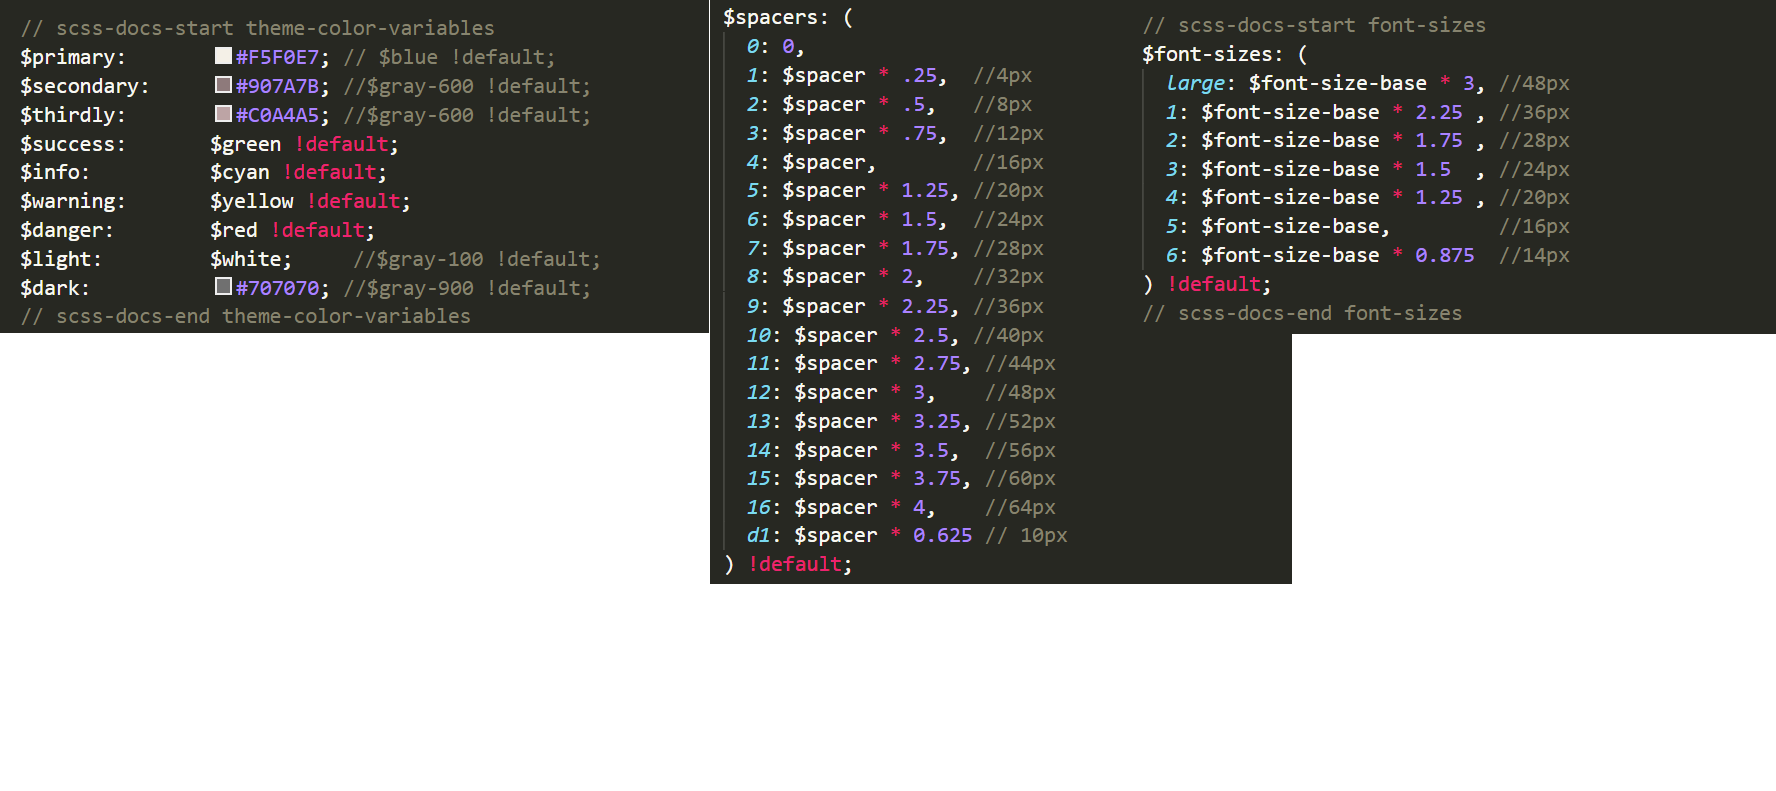 // scss-docs-start theme-color-variables
$primary: #F5F0E7; // $blue !default;
$secondary: #907A7B; //$gray-600 !default;
$thirdly: #C0A4A5; //$gray-600 !default;
$success: $green !default;
$info: $cyan !default;
$warning: $yellow !default;
$danger: $red !default;
$light: $white; //$gray-100 !default;
$dark: #707070; //$gray-900 !default;
// scss-docs-end theme-color-variables
$spacers: (
0: 0,
1: $spacer * .25, //4px
2: $spacer * .5, //8px
3: $spacer * .75, //12px
4: $spacer, //16px
5: $spacer * 1.25, //20px
6: $spacer * 1.5, //24px
7: $spacer * 1.75, //28px
8: $spacer * 2, //32px
9: $spacer * 2.25, //36px
10: $spacer * 2.5, //40px
11: $spacer * 2.75, //44px
12: $spacer * 3, //48px
13: $spacer * 3.25, //52px
14: $spacer * 3.5, //56px
15: $spacer * 3.75, //60px
16: $spacer * 4, //64px
d1: $spacer * 0.625 // 10px
) !default;
// scss-docs-start font-sizes
$font-sizes: (
large: $font-size-base * 3, //48px
1: $font-size-base * 2.25 , //36px
2: $font-size-base * 1.75 , //28px
3: $font-size-base * 1.5 , //24px
4: $font-size-base * 1.25 , //20px
5: $font-size-base, //16px
6: $font-size-base * 0.875 //14px
) !default;
// scss-docs-end font-sizes